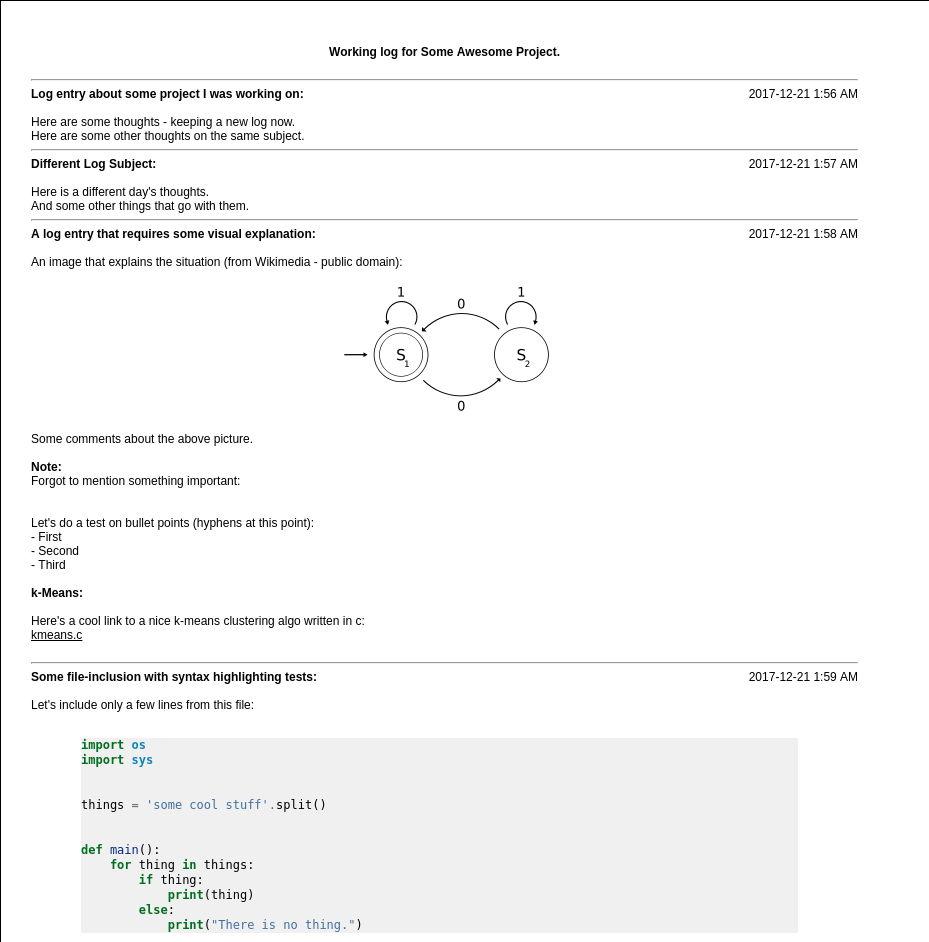 Working log for Some Awesome Project.
Log entry about some project I was working on: 2017-12-21 1:56 AM
Here are some thoughts - keeping a new log now.
Here are some other thoughts on the same subject.
Different Log Subject: 2017-12-21 1:57 AM
Here is a different day's thoughts.
And some other things that go with them.
A log entry that requires some visual explanation: 2017-12-21 1:58 AM
An image that explains the situation (from Wikimedia - public domain):
1 0 1
S1 S2
0
Some comments about the above picture.
Note:
Forgot to mention something important:
Let's do a test on bullet points (hyphens at this point):
- First
- Second
- Third
k-Means:
Here's a cool link to a nice k-means clustering algo written in c:
kmeans.c
Some file-inclusion with syntax highlighting tests: 2017-12-21 1:59 AM
Let's include only a few lines from this file:
import os
import sys
things = 'some cool stuff'.split()
def main():
    for thing in things:
        if thing:
            print(thing)
        else:
            print("There is no thing.")